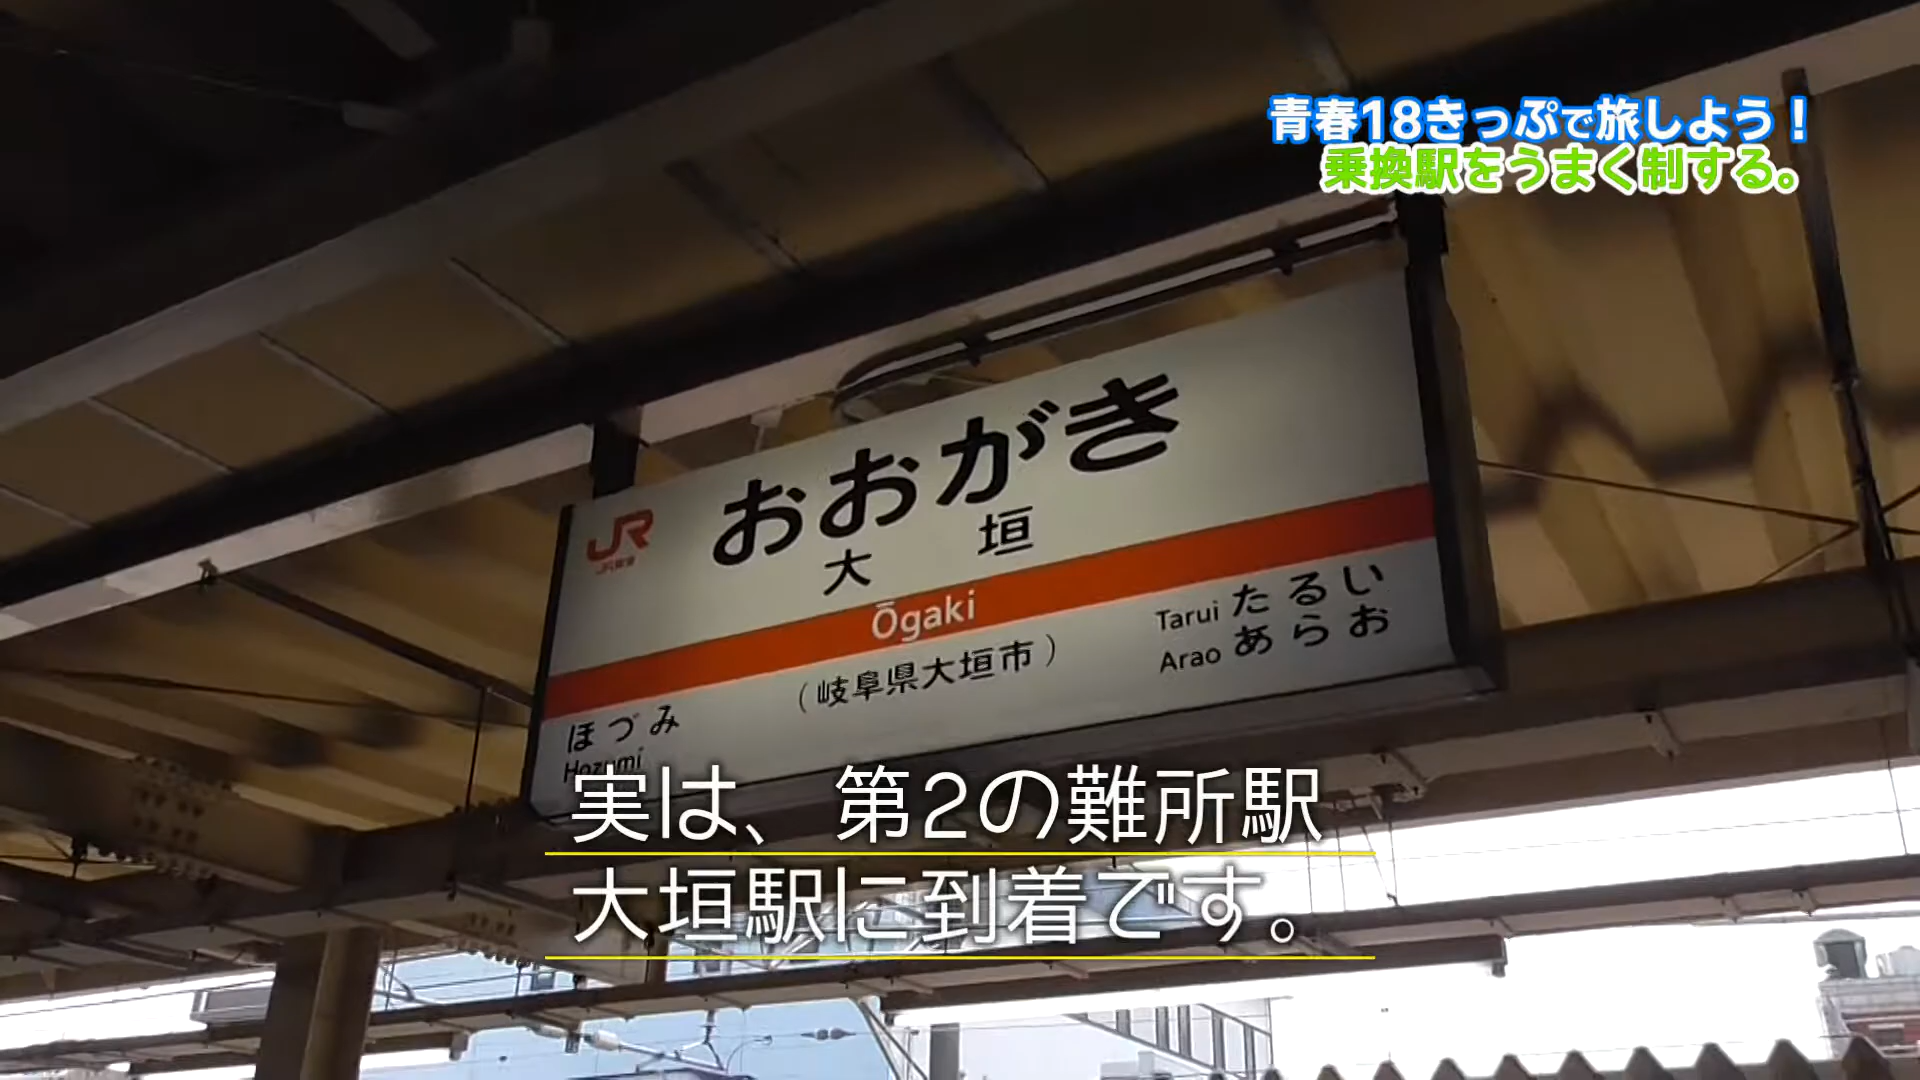 青春18きっぷで旅しよう！
乗換駅をうまく制する。
JR
おおがき
大垣
Ōgaki
（岐阜県大垣市）
Tarui たるい
Arao あらお
ほづみ
Hozumi
実は、第2の難所駅
大垣駅に到着です。